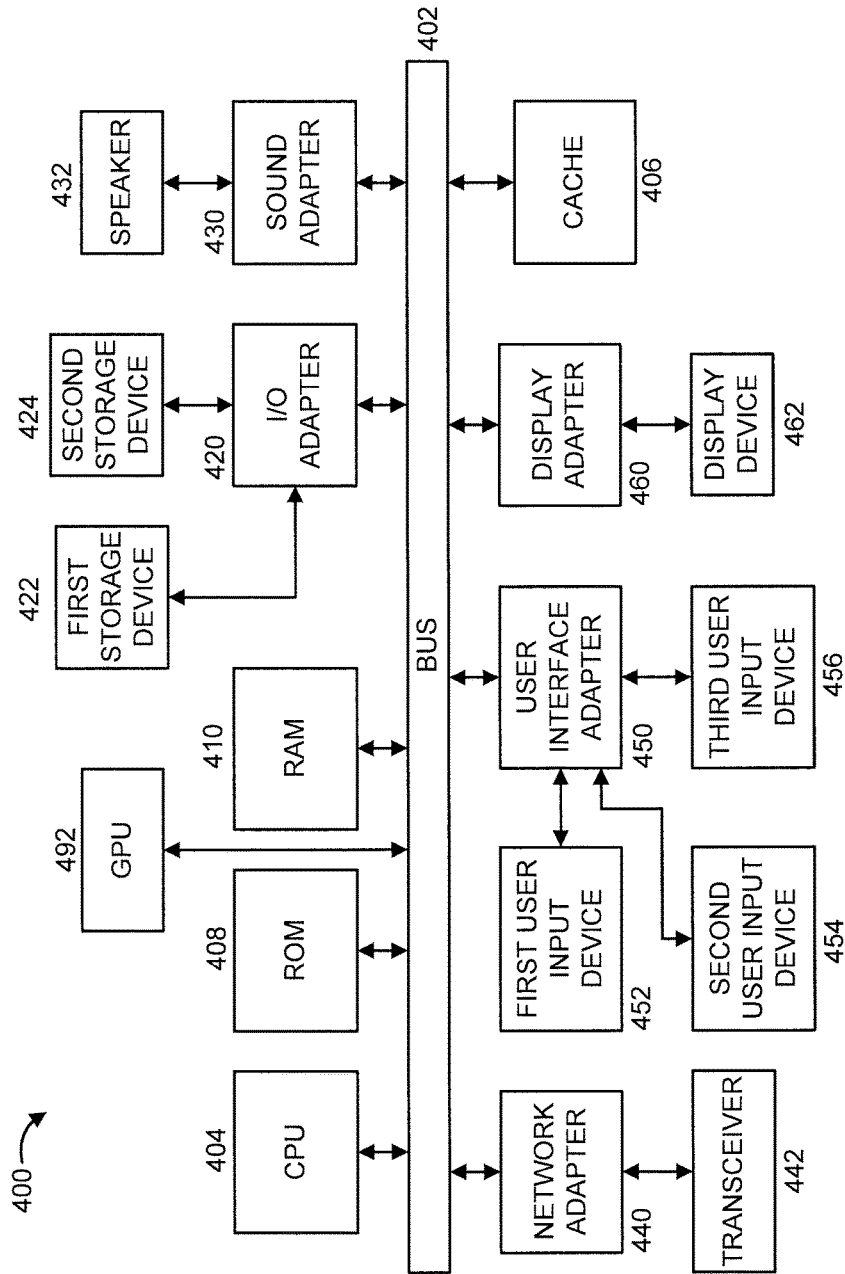 400
422
FIRST
STORAGE
DEVICE
424
SECOND
STORAGE
DEVICE
432
SPEAKER
492
GPU
404
CPU
408
ROM
410
RAM
420
I/O
ADAPTER
430
SOUND
ADAPTER
BUS
402
NETWORK
ADAPTER
440
FIRST USER
INPUT
DEVICE
452
USER
INTERFACE
ADAPTER
450
DISPLAY
ADAPTER
460
CACHE
406
TRANSCEIVER
442
SECOND
USER INPUT
DEVICE
454
THIRD USER
INPUT
DEVICE
456
DISPLAY
DEVICE
462